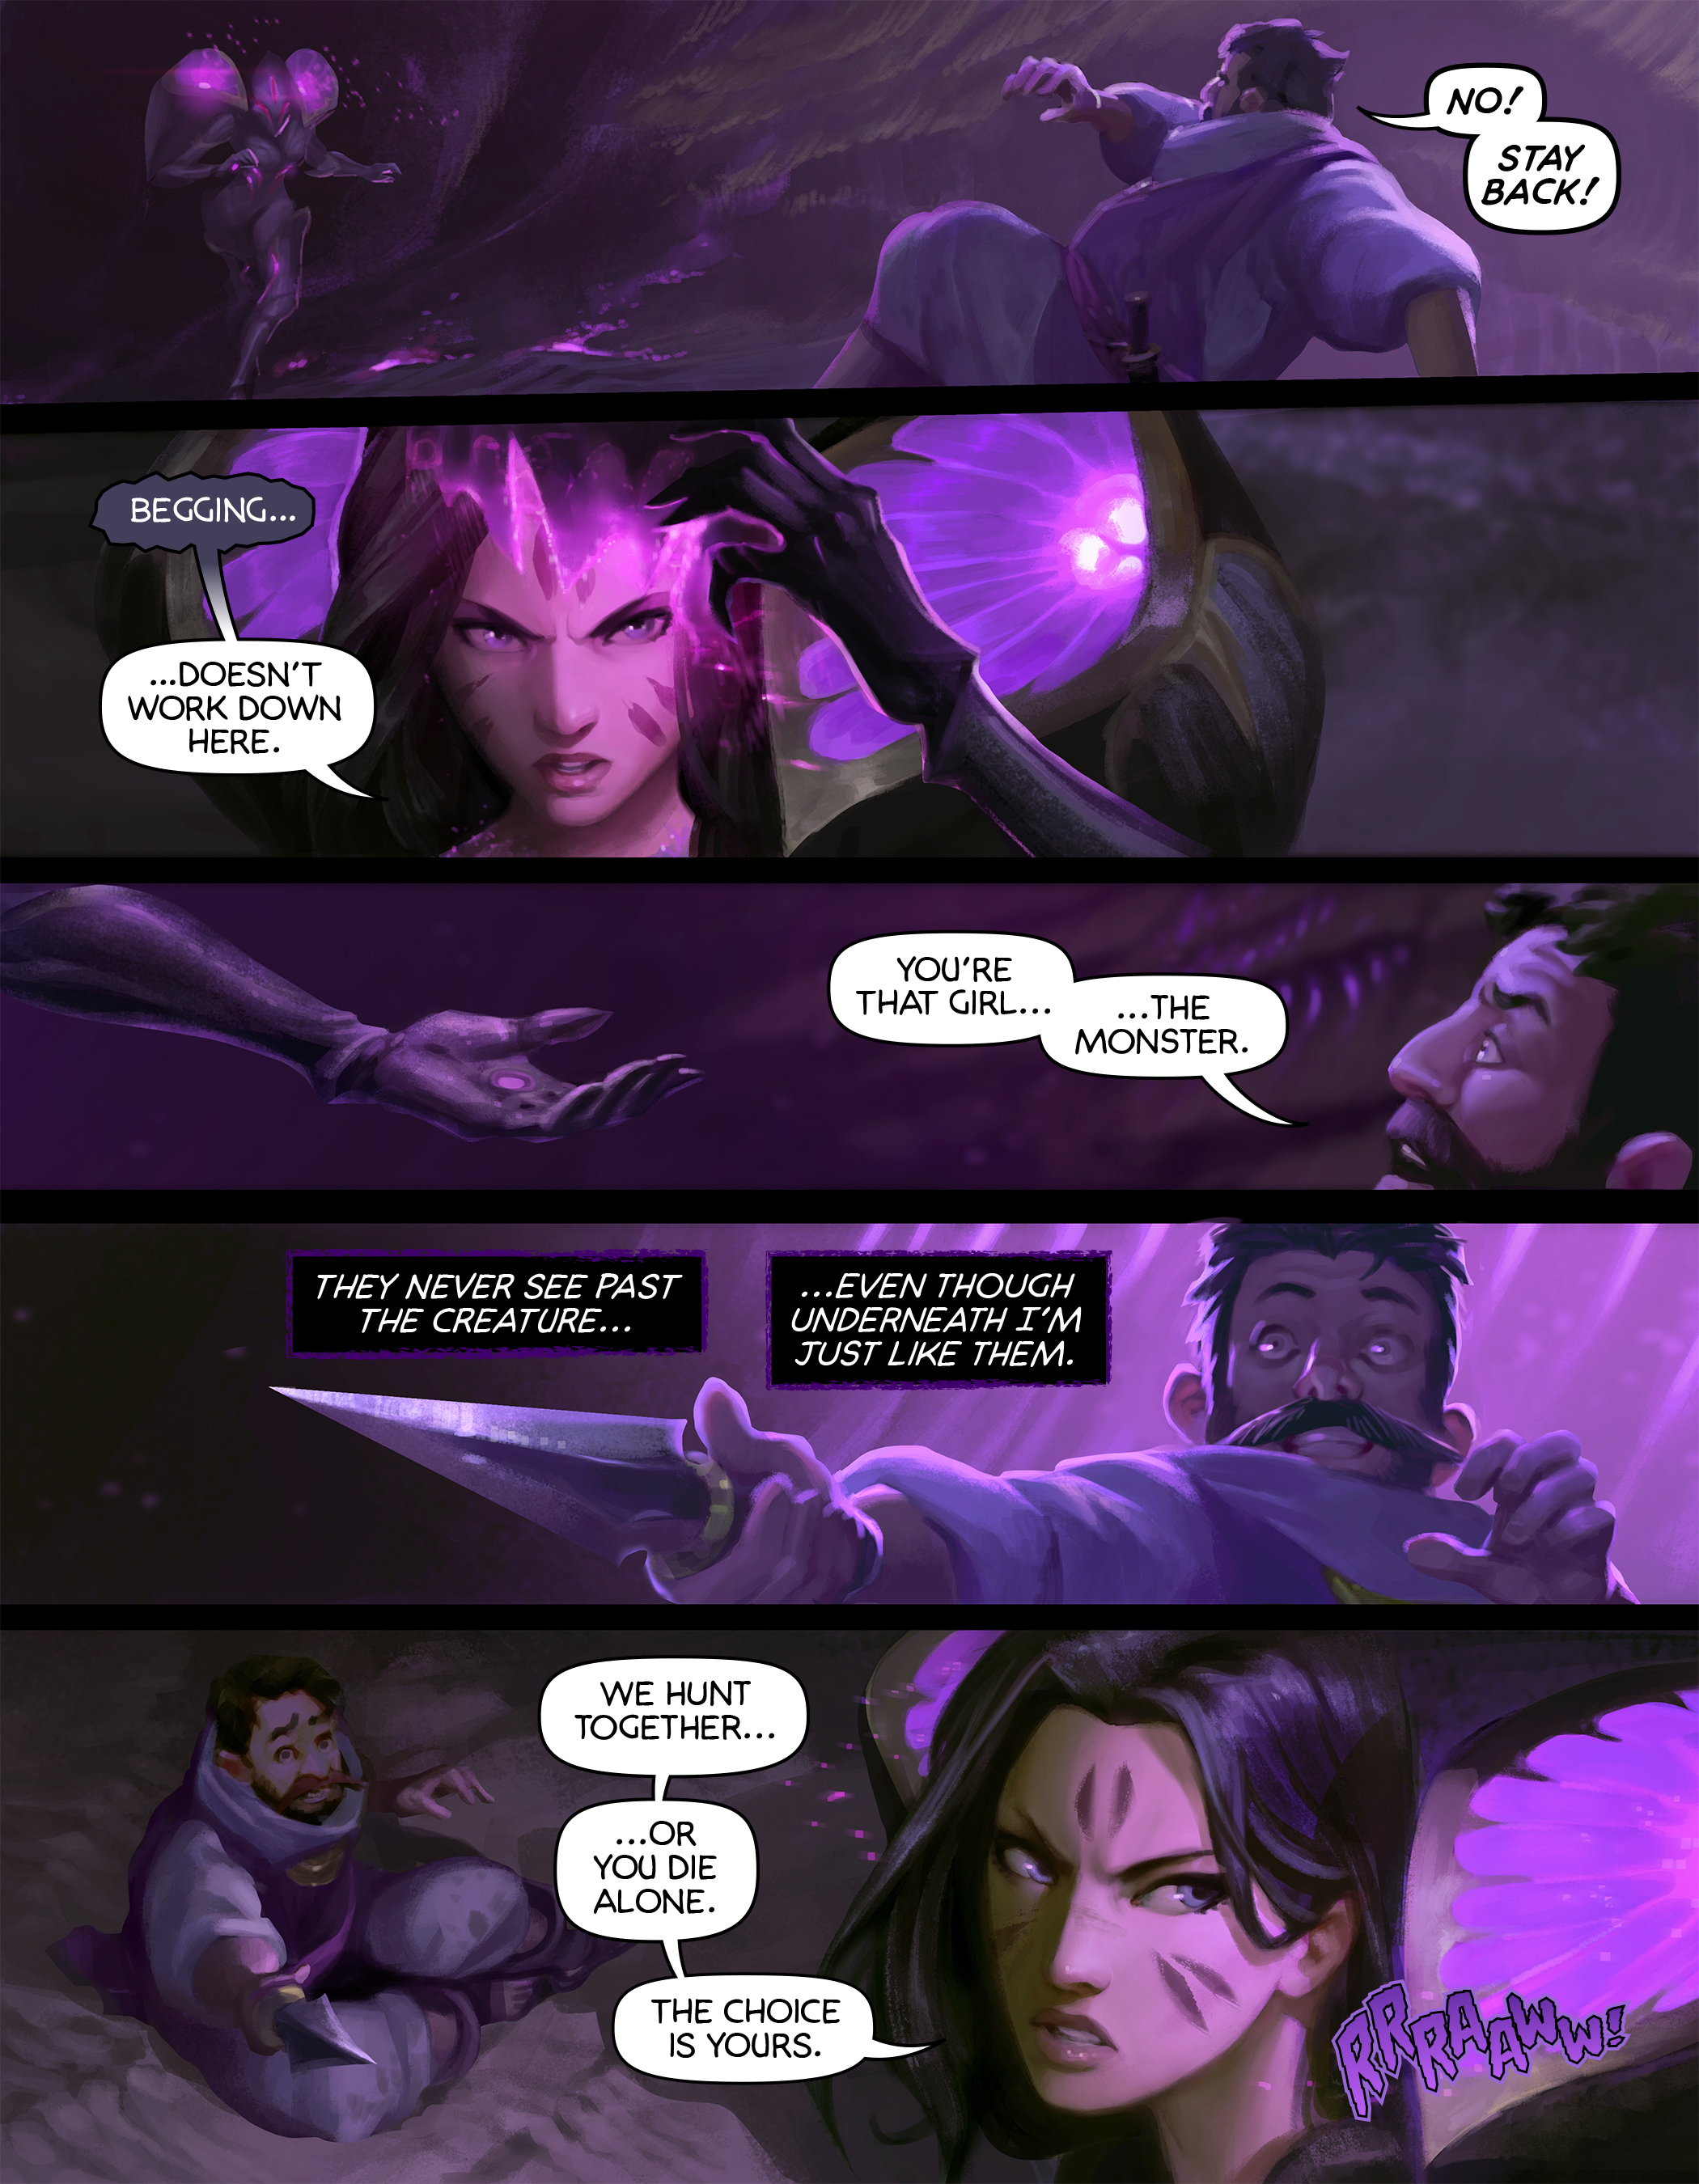 NO!
STAY
BACK!
BEGGING...
...DOESN'T
WORK DOWN
HERE.
YOU'RE
THAT GIRL...
...THE
MONSTER.
THEY NEVER SEE PAST
THE CREATURE...
...EVEN THOUGH
UNDERNEATH I'M
JUST LIKE THEM.
WE HUNT
TOGETHER...
...OR
YOU DIE
ALONE.
THE CHOICE
IS YOURS.
RRRAAWW!